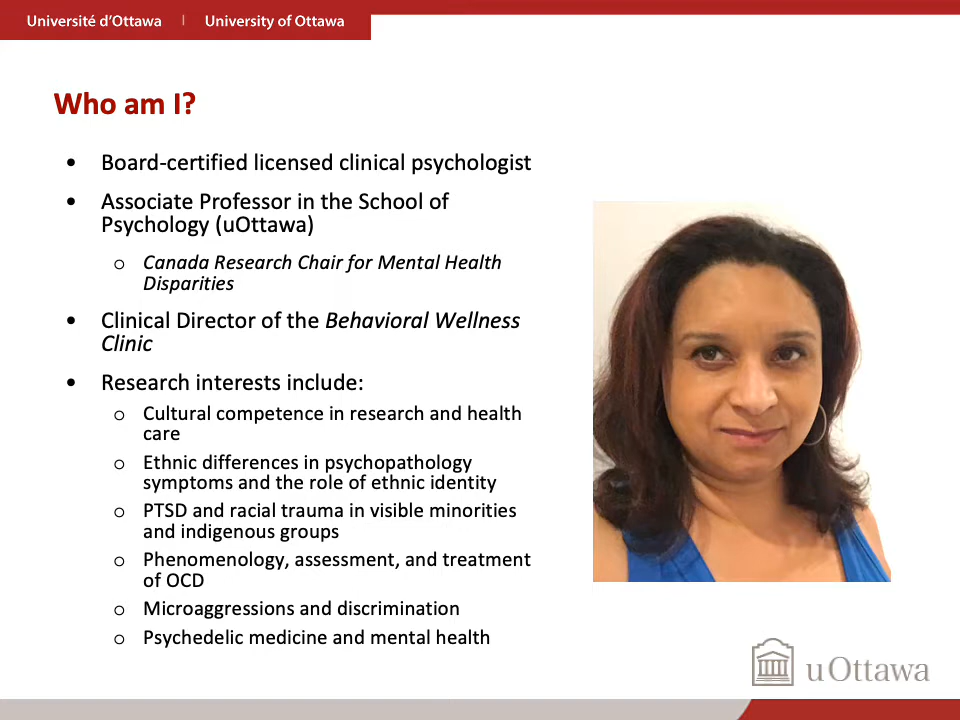 Université d'Ottawa | University of Ottawa
Who am I?
• Board-certified licensed clinical psychologist
• Associate Professor in the School of
Psychology (uOttawa)
o Canada Research Chair for Mental Health
Disparities
• Clinical Director of the Behavioral Wellness
Clinic
• Research interests include:
o Cultural competence in research and health
care
o Ethnic differences in psychopathology
symptoms and the role of ethnic identity
o PTSD and racial trauma in visible minorities
and indigenous groups
o Phenomenology, assessment, and treatment
of OCD
o Microaggressions and discrimination
o Psychedelic medicine and mental health
uOttawa